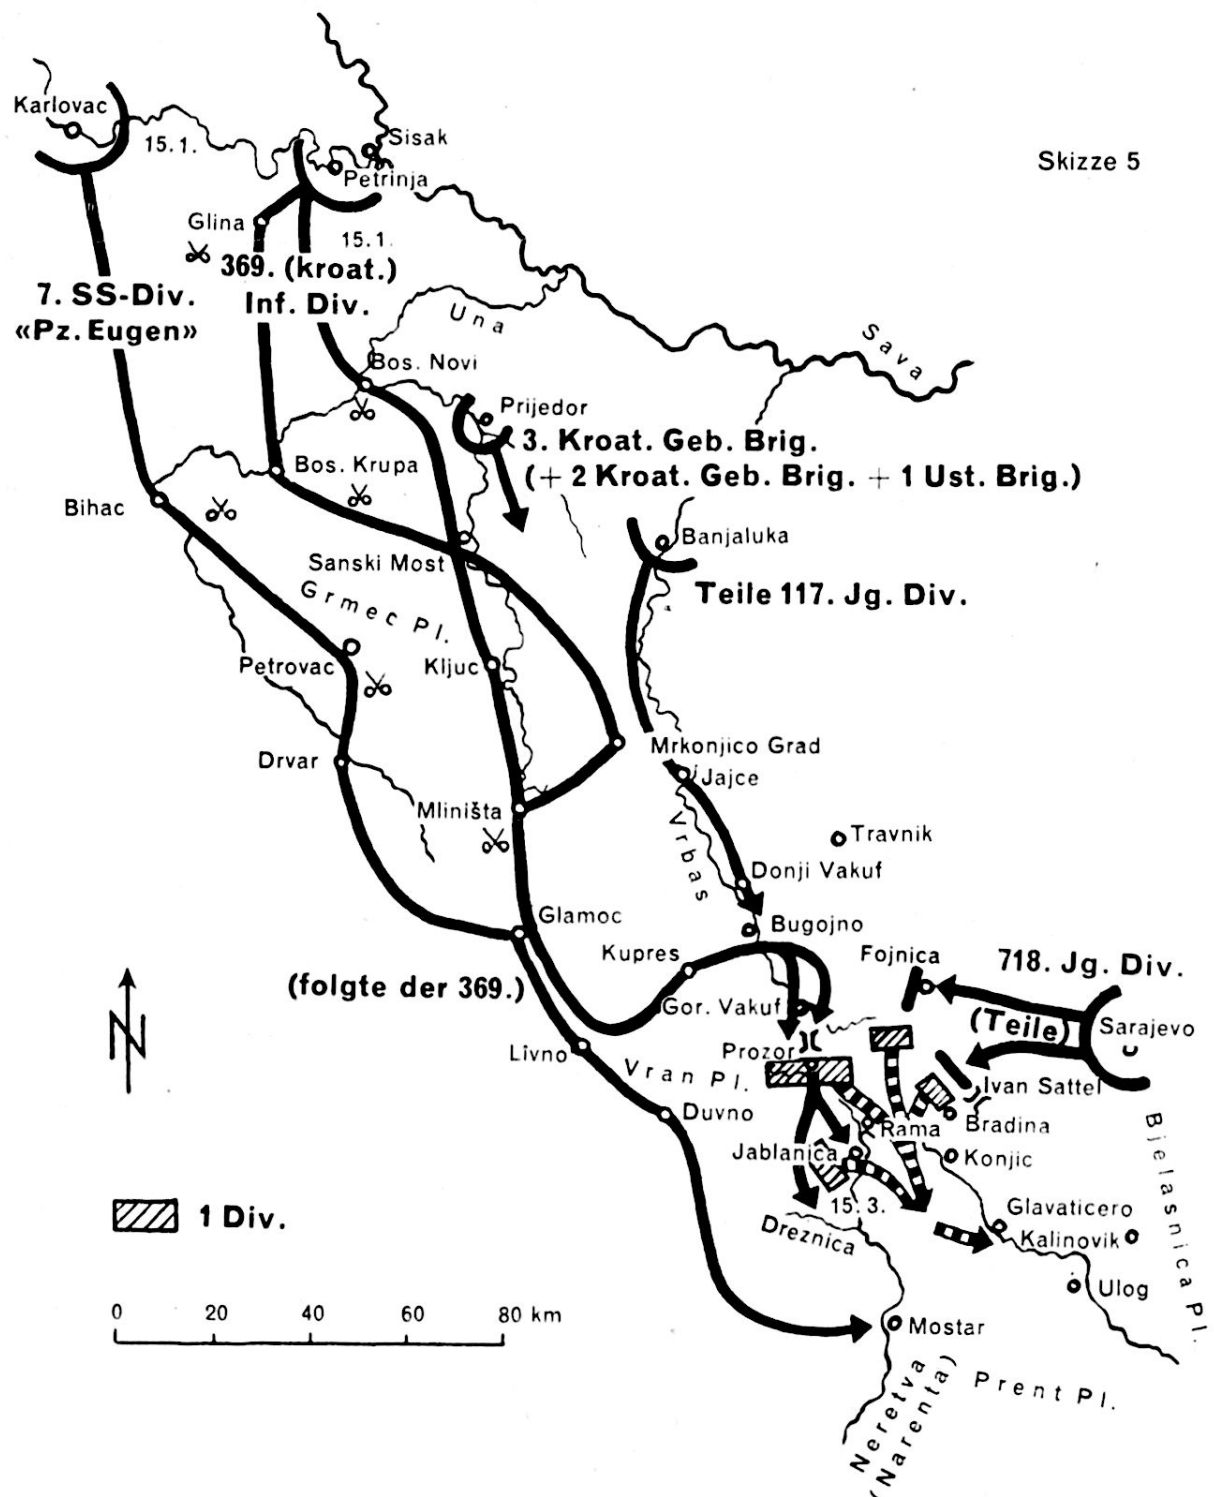 Karlovac
15.1.
Sisak
Petrinja
Skizze 5
Glina
15.1.
369. (kroat.)
Inf. Div.
7. SS-Div.
«Pz. Eugen»
Una
Sava
Bos. Novi
Prijedor
3. Kroat. Geb. Brig.
(+ 2 Kroat. Geb. Brig. + 1 Ust. Brig.)
Bos. Krupa
Bihac
Banjaluka
Sanski Most
Teile 117. Jg. Div.
Grmec Pl.
Petrovac
Kljuc
Mrkonjico Grad
Drvar
Jajce
Mliništa
Vrbas
Travnik
Donji Vakuf
Glamoc
Bugojno
Kupres
Fojnica
718. Jg. Div.
(folgte der 369.)
Gor. Vakuf
(Teile)
Sarajevo
N
Livno
Prozor
Vran Pl.
Ivan Sattel
Duvno
Rama
Bradina
Jablanica
Konjic
Bjelasnica Pl.
15.3.
Glavaticero
1 Div.
Dreznica
Kalinovik
Ulog
0 20 40 60 80 km
Mostar
Prent Pl.
Neretva
(Narenta)